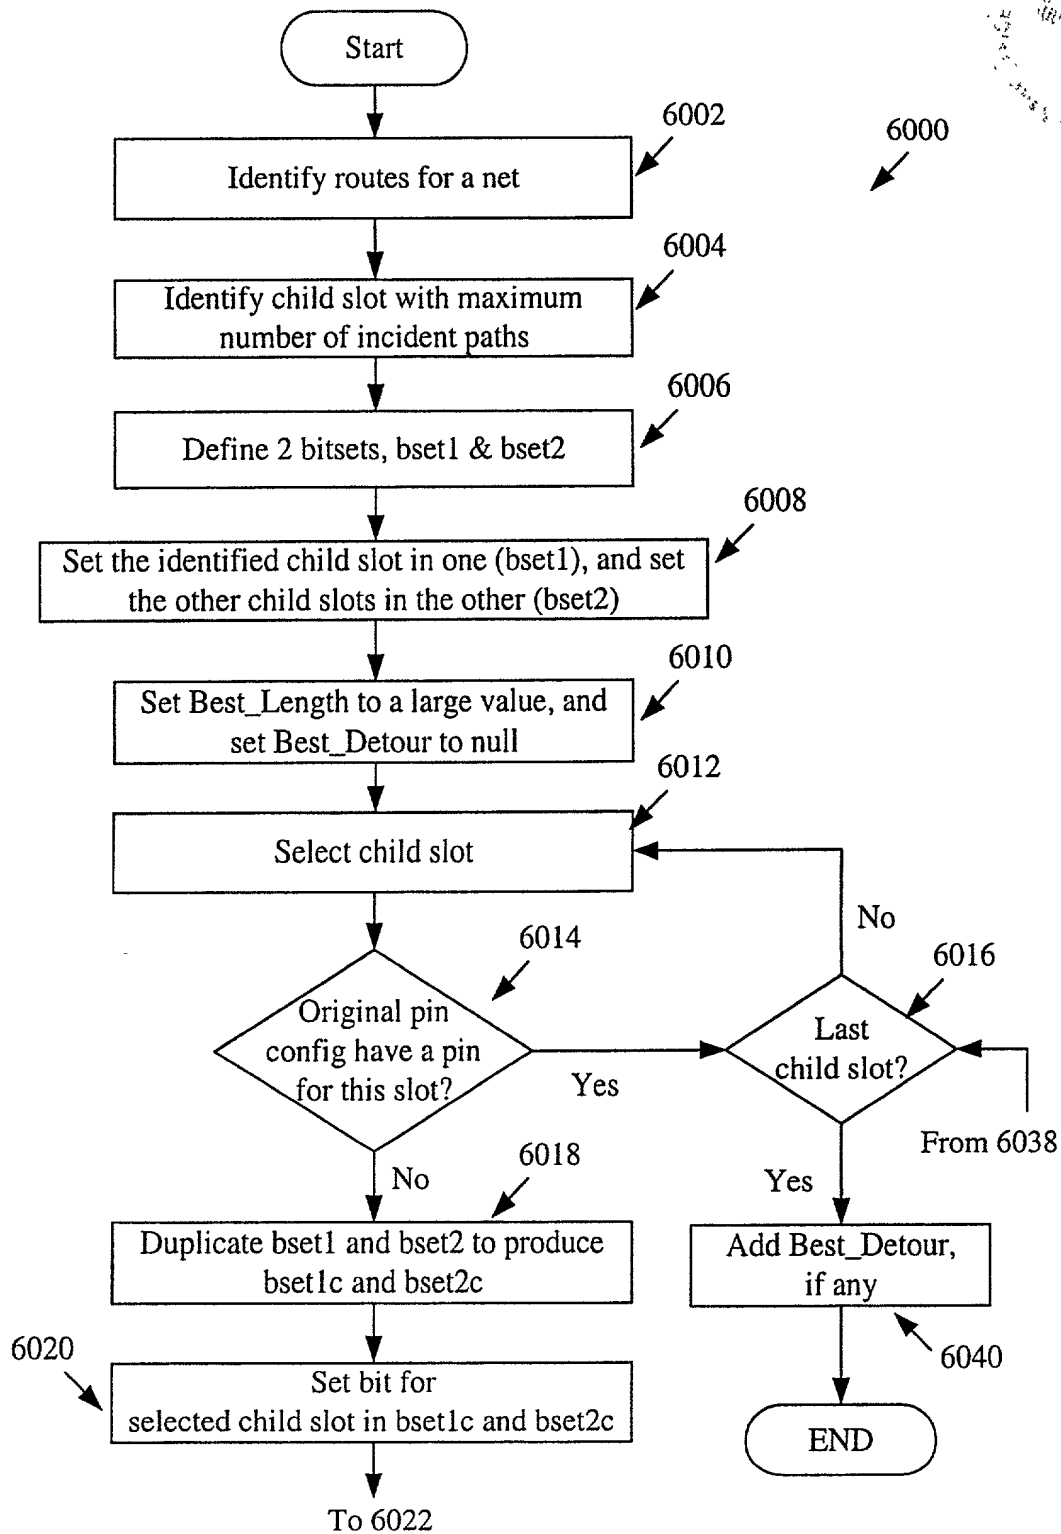 Start
6002
6000
Identify routes for a net
6004
Identify child slot with maximum
number of incident paths
6006
Define 2 bitsets, bset1 & bset2
6008
Set the identified child slot in one (bset1), and set
the other child slots in the other (bset2)
6010
Set Best_Length to a large value, and
set Best_Detour to null
6012
Select child slot
No
6014
6016
Original pin
config have a pin
for this slot?
Yes
Last
child slot?
From 6038
No
6018
Yes
Duplicate bset1 and bset2 to produce
bset1c and bset2c
Add Best_Detour,
if any
6020
6040
Set bit for
selected child slot in bset1c and bset2c
END
To 6022